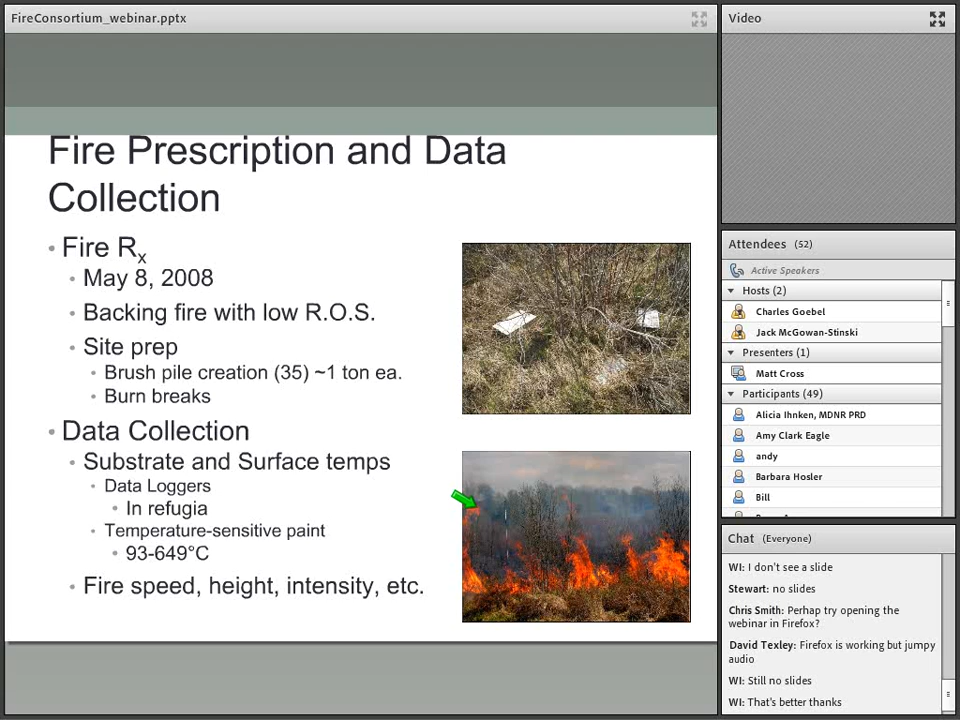 FireConsortium_webinar.pptx
Fire Prescription and Data
Collection
• Fire Rx
• May 8, 2008
• Backing fire with low R.O.S.
• Site prep
• Brush pile creation (35) ~1 ton ea.
• Burn breaks
• Data Collection
• Substrate and Surface temps
• Data Loggers
• In refugia
• Temperature-sensitive paint
• 93-649°C
• Fire speed, height, intensity, etc.
Video
Attendees (52)
Active Speakers
Hosts (2)
Charles Goebel
Jack McGowan-Stinski
Presenters (1)
Matt Cross
Participants (49)
Alicia Ihnken, MDNR PRD
Amy Clark Eagle
andy
Barbara Hosler
Bill
Chat (Everyone)
WI: I don't see a slide
Stewart: no slides
Chris Smith: Perhap try opening the
webinar in Firefox?
David Texley: Firefox is working but jumpy
audio
WI: Still no slides
WI: That's better thanks